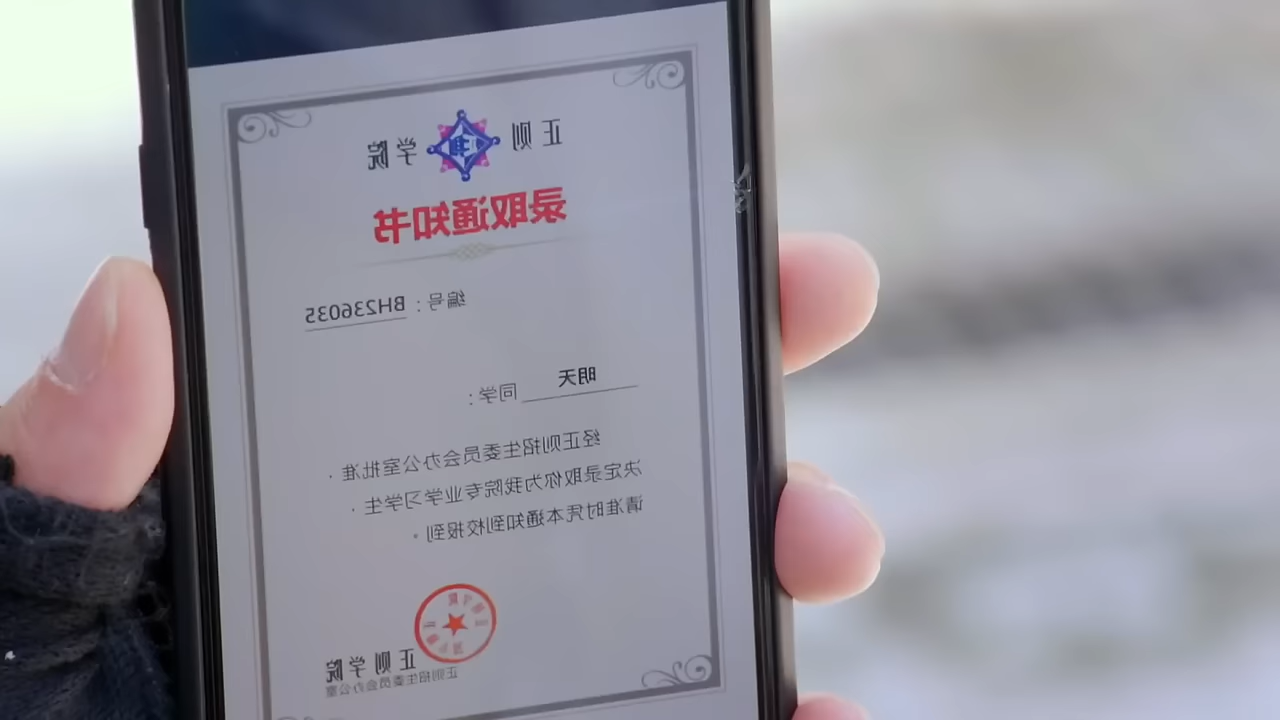 正则学院
录取通知书
编号：BH236035
明天 同学：
经正则招生委员会办公室批准，
决定录取你为我院专业学习学生，
请准时凭本通知到校报到。
正则学院
正则招生委员会办公室